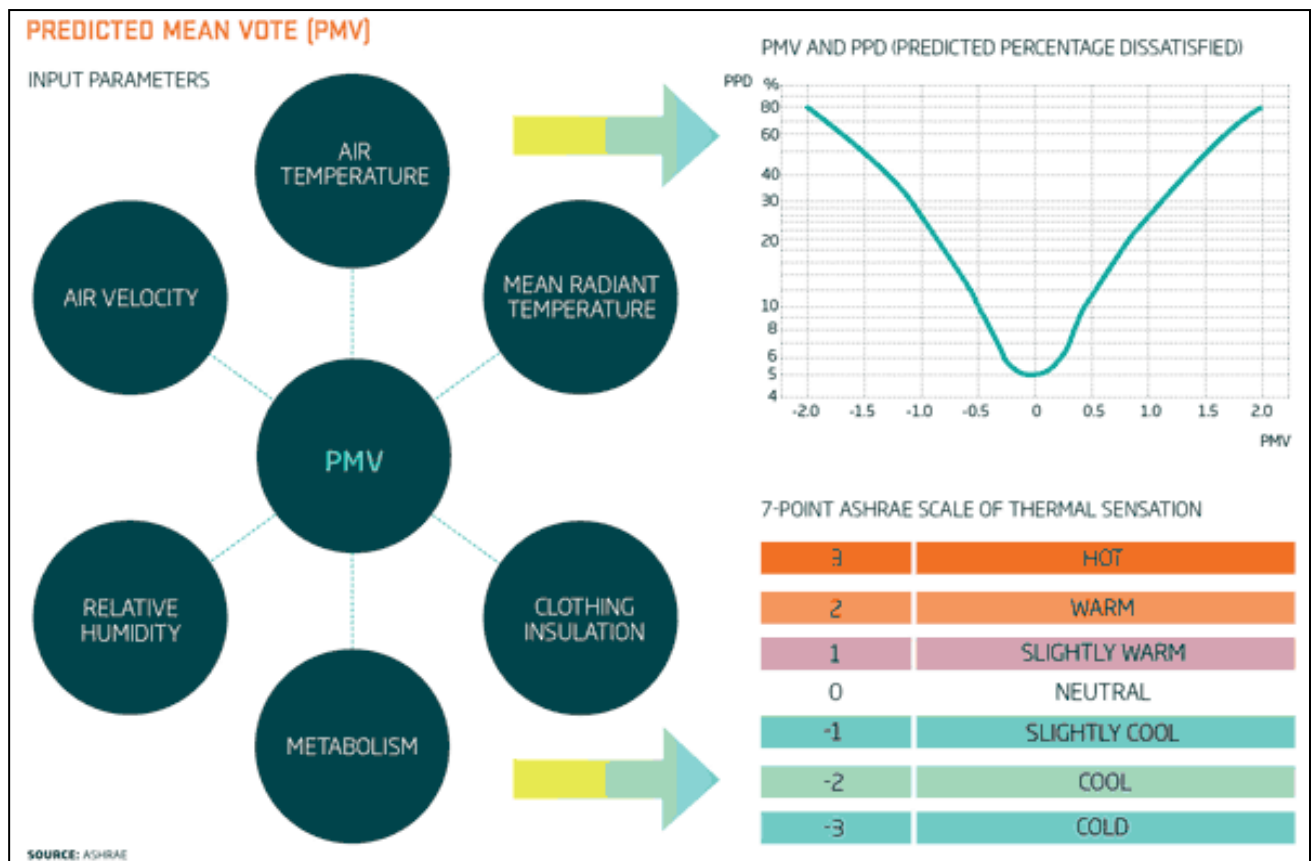 PREDICTED MEAN VOTE (PMV)
INPUT PARAMETERS
AIR
TEMPERATURE
AIR VELOCITY
MEAN RADIANT
TEMPERATURE
PMV
RELATIVE
HUMIDITY
CLOTHING
INSULATION
METABOLISM
SOURCE: ASHRAE
PMV AND PPD (PREDICTED PERCENTAGE DISSATISFIED)
PPD %
80
60
40
30
20
10
8
6
5
4
-2.0 -1.5 -1.0 -0.5 0 0.5 1.0 1.5 2.0
PMV
7-POINT ASHRAE SCALE OF THERMAL SENSATION
3 HOT
2 WARM
1 SLIGHTLY WARM
0 NEUTRAL
-1 SLIGHTLY COOL
-2 COOL
-3 COLD